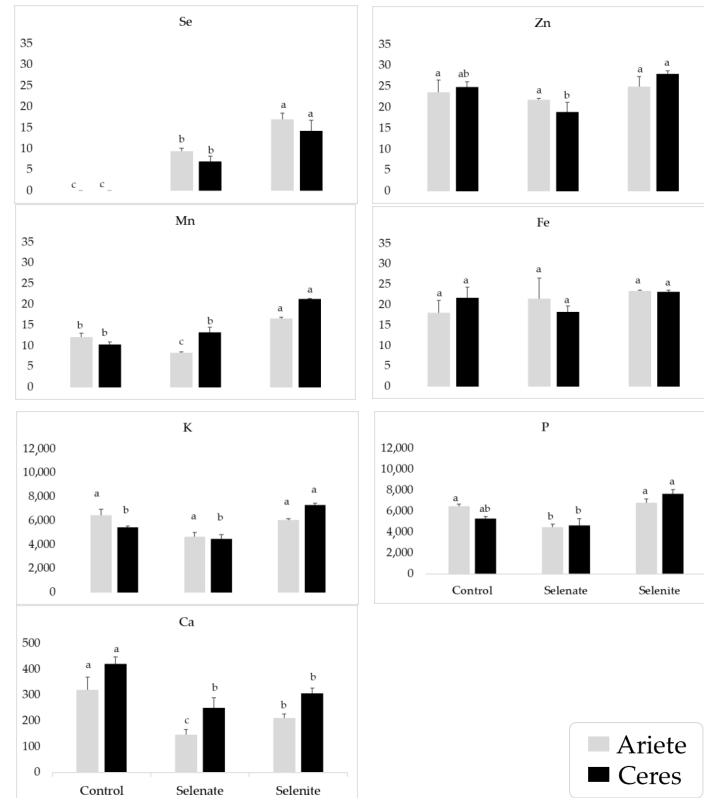 Se
35
30
25
20
15
10
5
0
c c b b a a
Zn
35
30
25
20
15
10
5
0
a ab a b a a
Mn
35
30
25
20
15
10
5
0
b b c b a a
Fe
35
30
25
20
15
10
5
0
a a a a a a
K
12,000
10,000
8,000
6,000
4,000
2,000
0
a b a b a a
P
12,000
10,000
8,000
6,000
4,000
2,000
0
a ab b b a a
Control Selenate Selenite
Ca
500
400
300
200
100
0
a a c b b b
Control Selenate Selenite
Ariete
Ceres